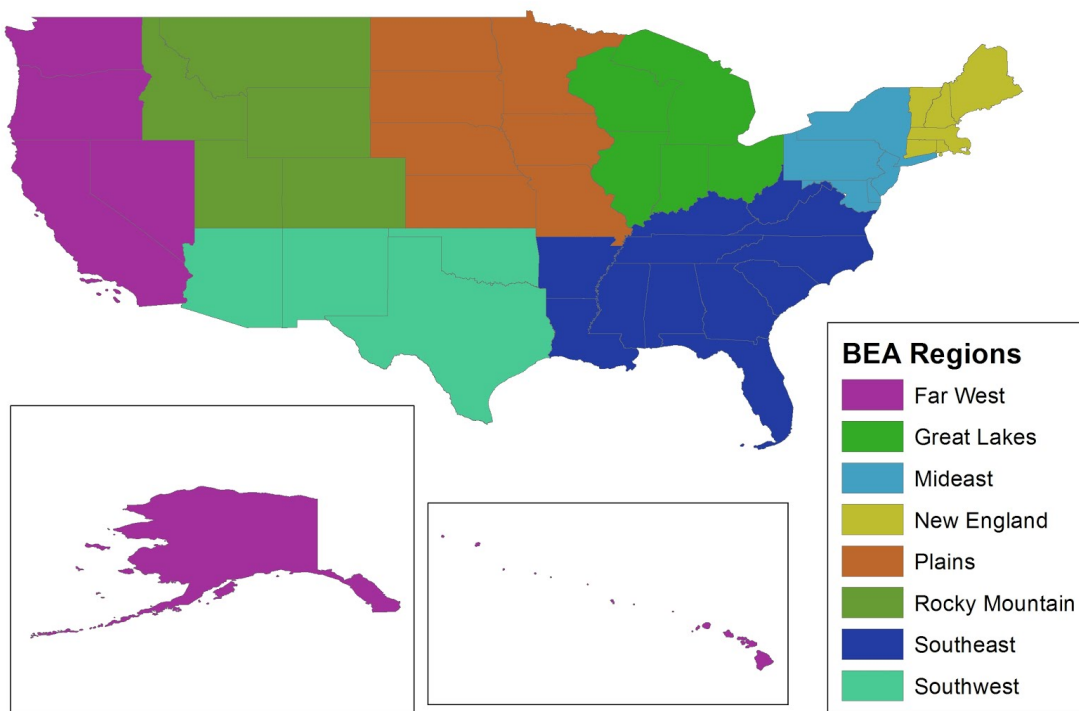 BEA Regions
Far West
Great Lakes
Mideast
New England
Plains
Rocky Mountain
Southeast
Southwest